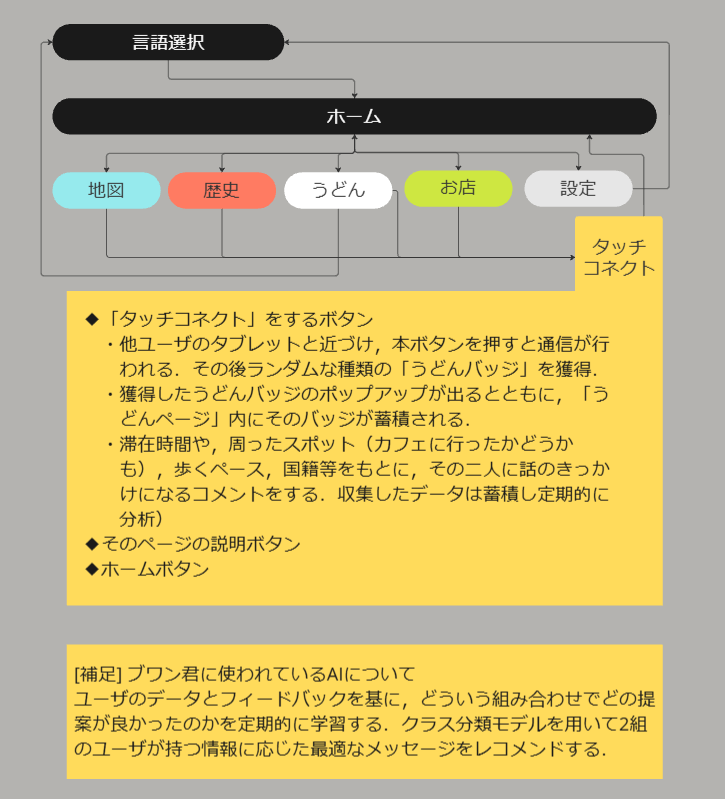 言語選択
ホーム
地図
歴史
うどん
お店
設定
タッチ
コネクト
◆「タッチコネクト」をするボタン
・他ユーザのタブレットと近づけ，本ボタンを押すと通信が行
われる．その後ランダムな種類の「うどんバッジ」を獲得．
・獲得したうどんバッジのポップアップが出るとともに，「う
どんページ」内にそのバッジが蓄積される．
・滞在時間や，周ったスポット（カフェに行ったかどうか
も），歩くペース，国籍等をもとに，その二人に話のきっか
けになるコメントをする．収集したデータは蓄積し定期的に
分析）
◆そのページの説明ボタン
◆ホームボタン
[補足] ブワン君に使われているAIについて
ユーザのデータとフィードバックを基に，どういう組み合わせでどの提
案が良かったのかを定期的に学習する．クラス分類モデルを用いて2組
のユーザが持つ情報に応じた最適なメッセージをレコメンドする．